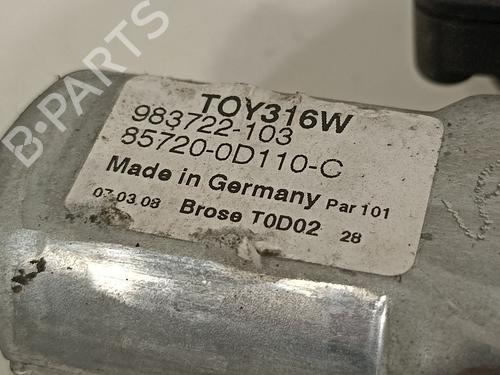 B-PARTS
TOY316W
983722-103
85720-0D110-C
Made in Germany Par 101
07.03.08 Brose T0D02 28